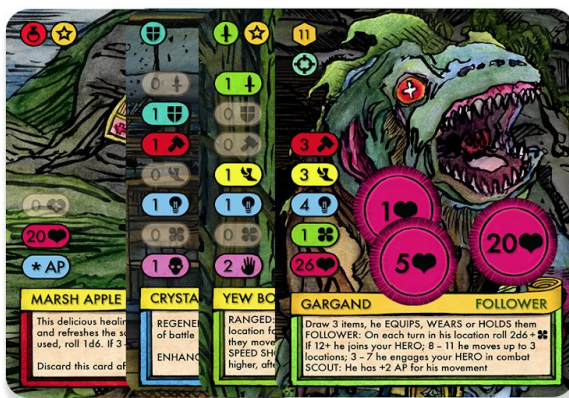 11
0
1
0
1
1
0
3
0
1
0
1
3
0
0
1
1
4
1
20
0
0
1
* AP
1
2
26
1
5
20
MARSH APPLE
This delicious healin
and refreshes the s
used, roll 1d6. If 3
Discard this card af
CRYSTA
REGENE
of battle
ENHANC
YEW BO
RANGED:
location fo
they move
SPEED SH
higher, afte
GARGAND FOLLOWER
Draw 3 items, he EQUIPS, WEARS or HOLDS them
FOLLOWER: On each turn in his location roll 2d6 +
If 12+ he joins your HERO; 8 – 11 he moves up to 3
locations; 3 – 7 he engages your HERO in combat
SCOUT: He has +2 AP for his movement